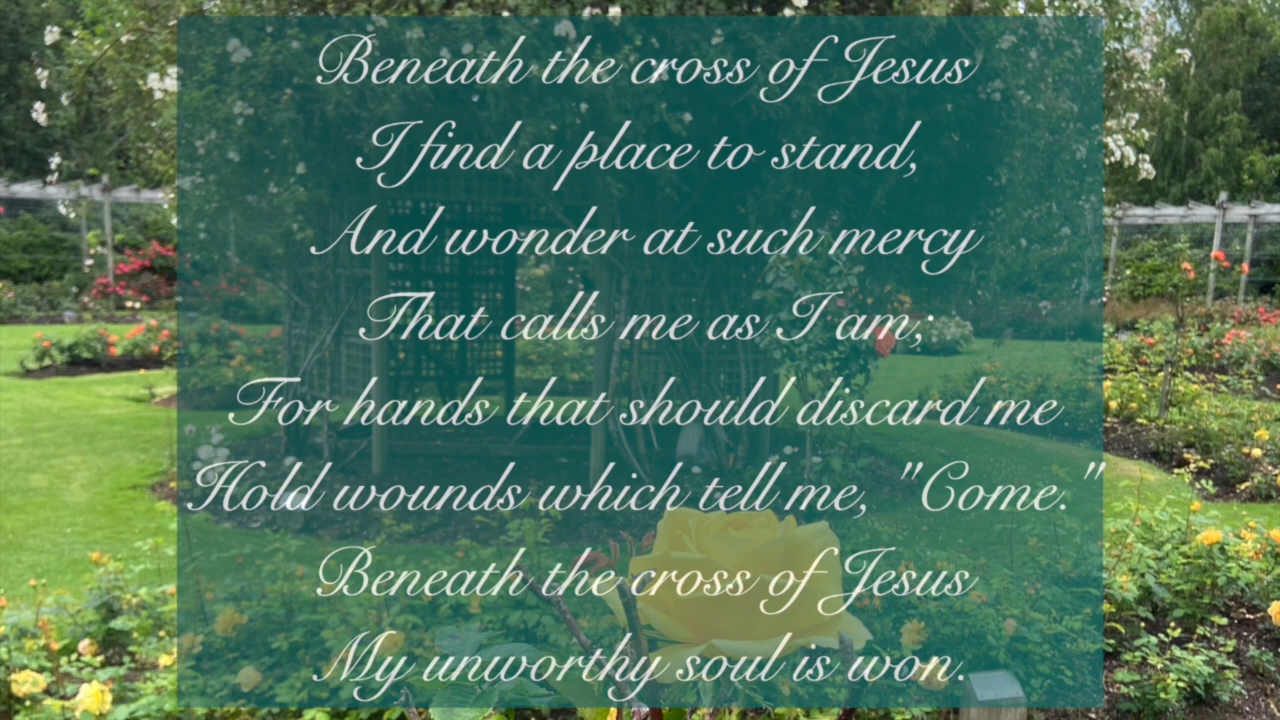 Beneath the cross of Jesus
I find a place to stand,
And wonder at such mercy
That calls me as I am;
For hands that should discard me
Hold wounds which tell me, "Come."
Beneath the cross of Jesus
My unworthy soul is won.